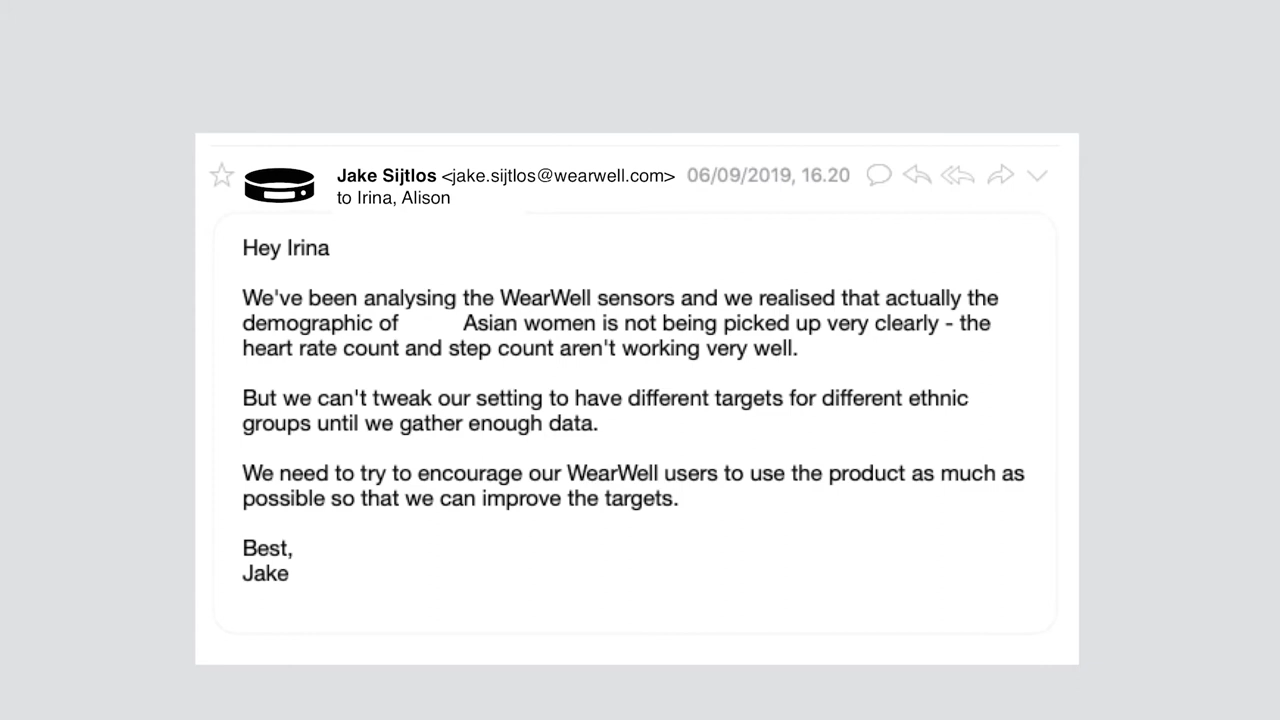 Jake Sijtlos <jake.sijtlos@wearwell.com> 06/09/2019, 16.20
to Irina, Alison
Hey Irina
We've been analysing the WearWell sensors and we realised that actually the
demographic of Asian women is not being picked up very clearly - the
heart rate count and step count aren't working very well.
But we can't tweak our setting to have different targets for different ethnic
groups until we gather enough data.
We need to try to encourage our WearWell users to use the product as much as
possible so that we can improve the targets.
Best,
Jake